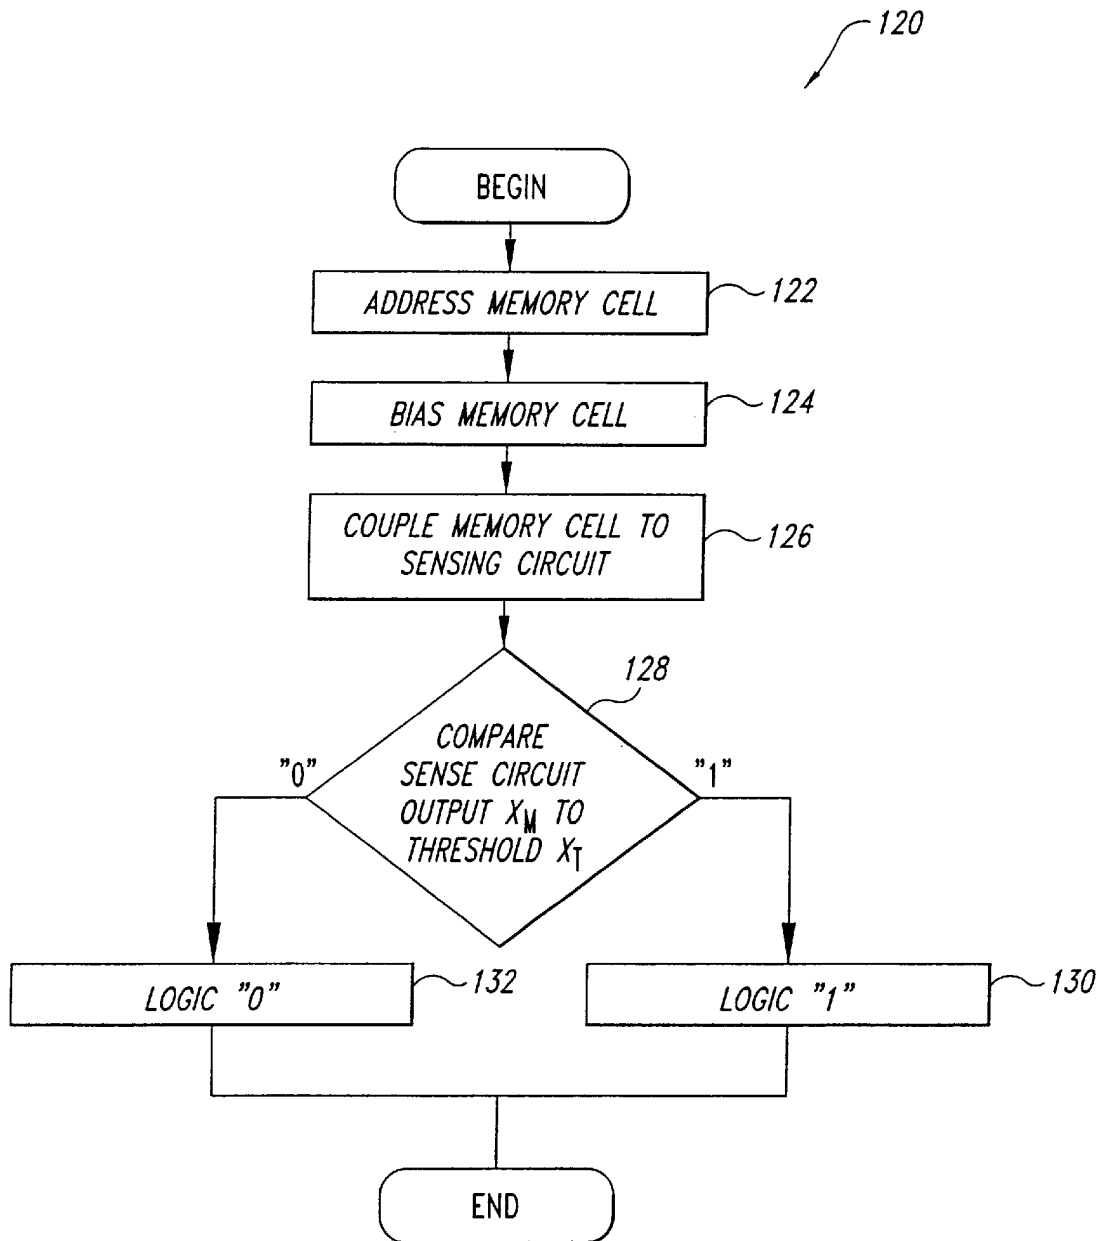 120
BEGIN
ADDRESS MEMORY CELL
122
BIAS MEMORY CELL
124
COUPLE MEMORY CELL TO
SENSING CIRCUIT
126
128
COMPARE
SENSE CIRCUIT
OUTPUT XM TO
THRESHOLD XT
"0"
"1"
LOGIC "0"
132
LOGIC "1"
130
END